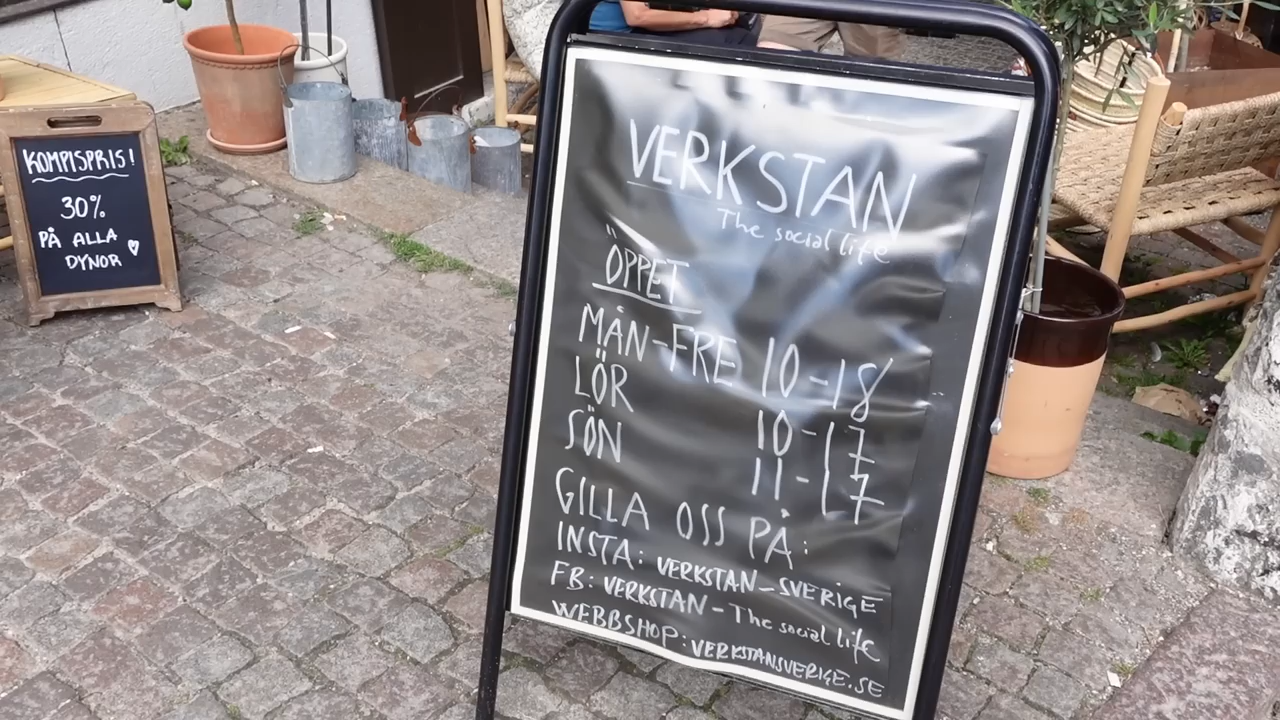 KOMPISPRIS!
30%
PÅ ALLA
DYNOR
VERKSTAN
The social life
ÖPPET
MÅN-FRE 10-18
LÖR 10-17
SÖN 11-17
GILLA OSS PÅ:
INSTA: VERKSTAN-SVERIGE
FB: VERKSTAN-The social life
WEBBSHOP: VERKSTANSVERIGE.SE